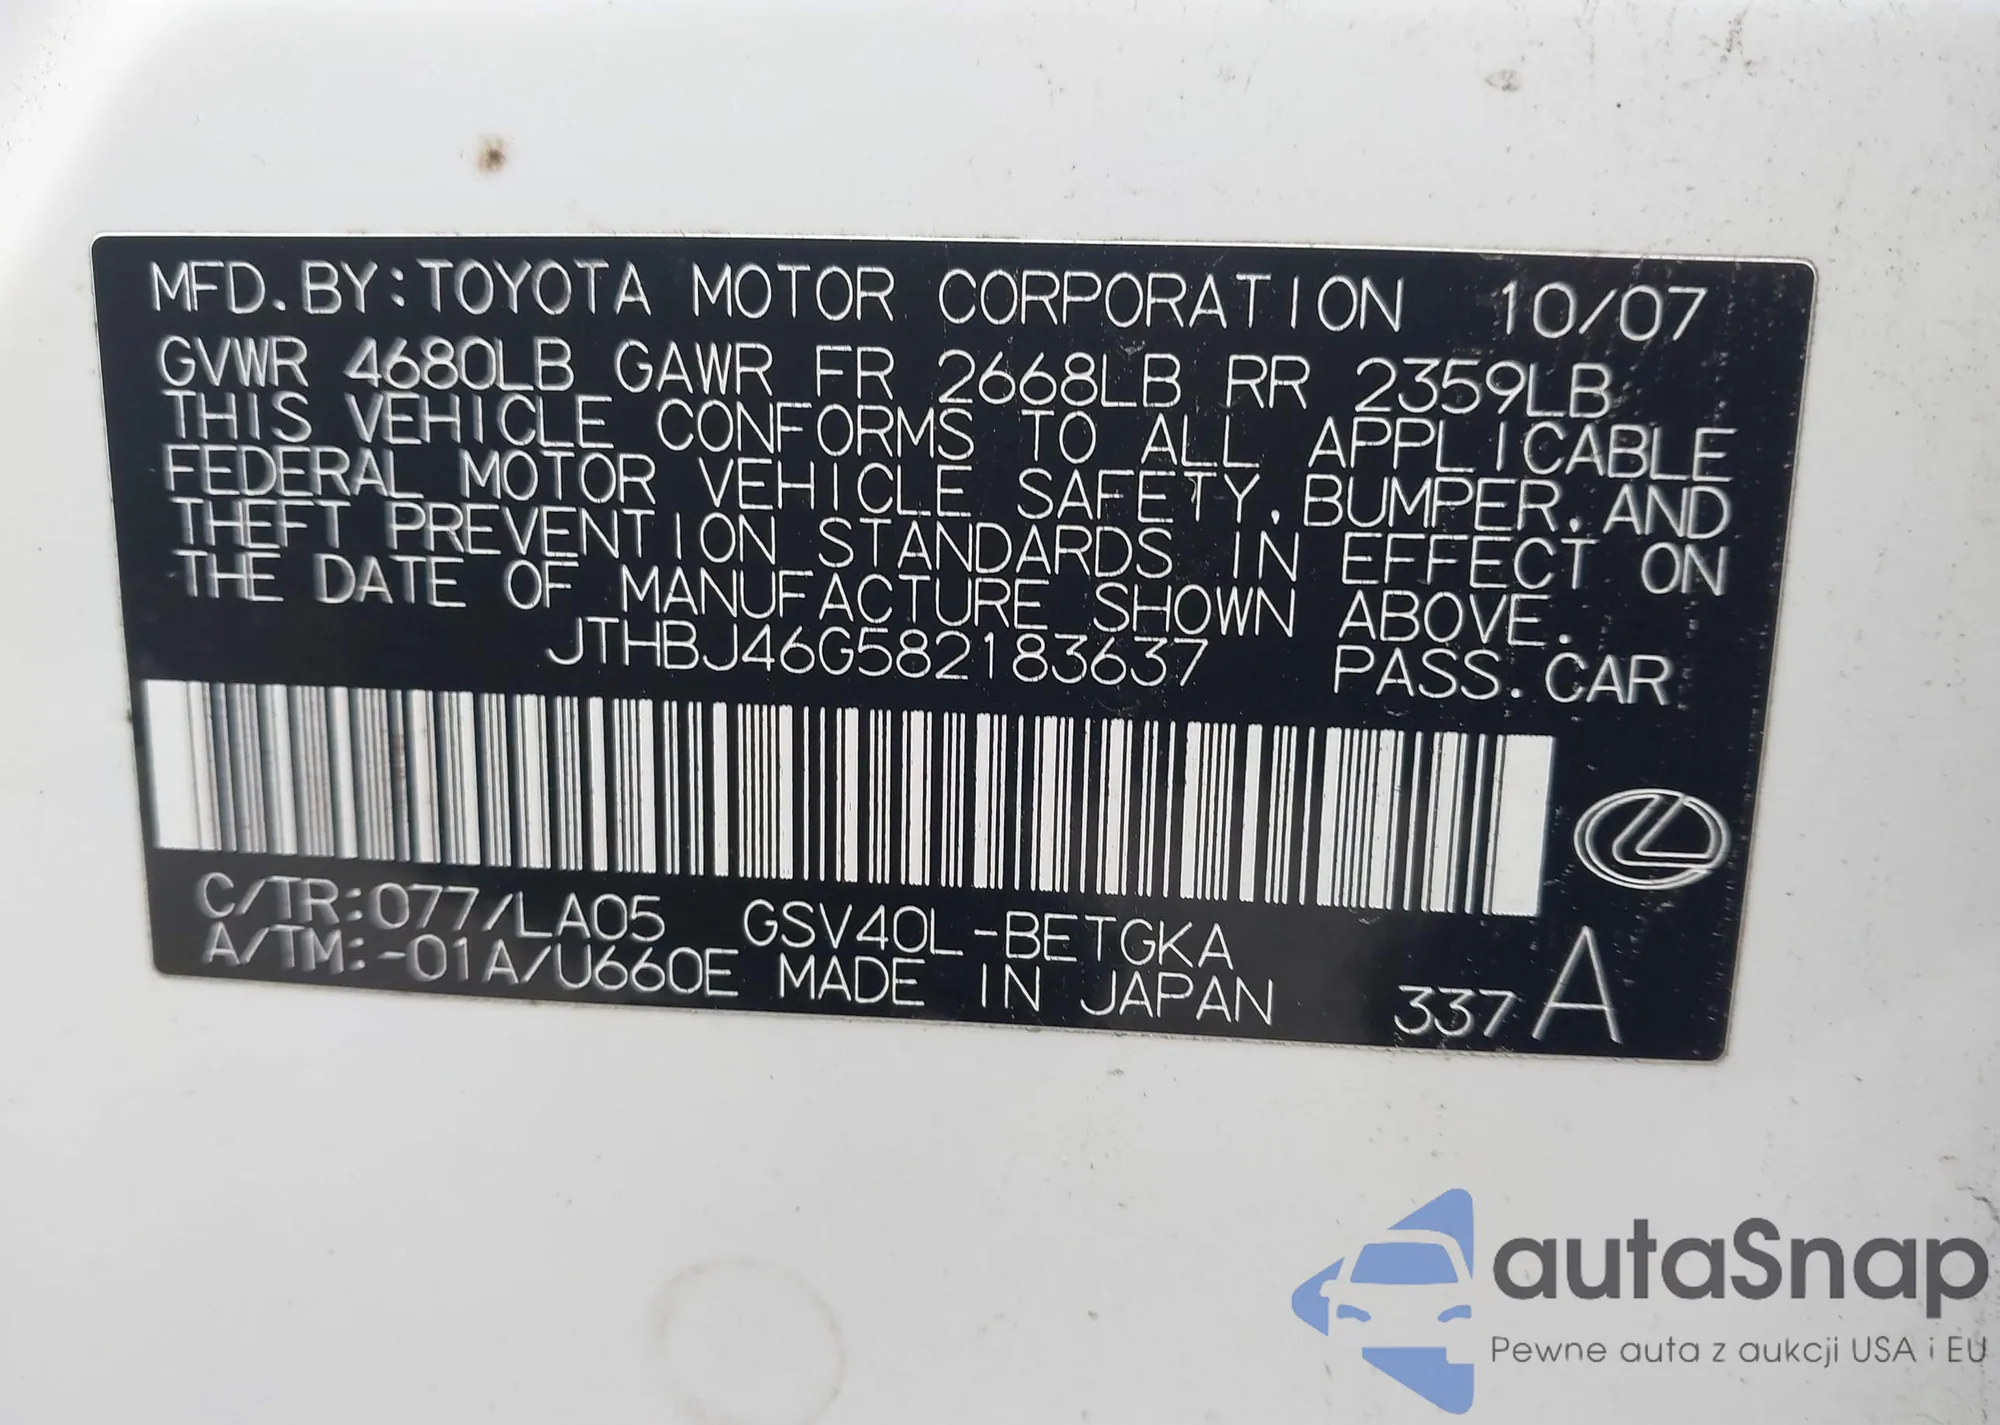 MFD. BY: TOYOTA MOTOR CORPORATION 10/07
GVWR 4680LB GAWR FR 2668LB RR 2359LB
THIS VEHICLE CONFORMS TO ALL APPLICABLE
FEDERAL MOTOR VEHICLE SAFETY, BUMPER, AND
THEFT PREVENTION STANDARDS IN EFFECT ON
THE DATE OF MANUFACTURE SHOWN ABOVE.
JTHBJ46G582183637 PASS. CAR
C/TR:077/LA05 GSV40L-BETGKA
A/TM:-01A/U660E MADE IN JAPAN 337 A
autaSnap
Pewne auta z aukcji USA i EU